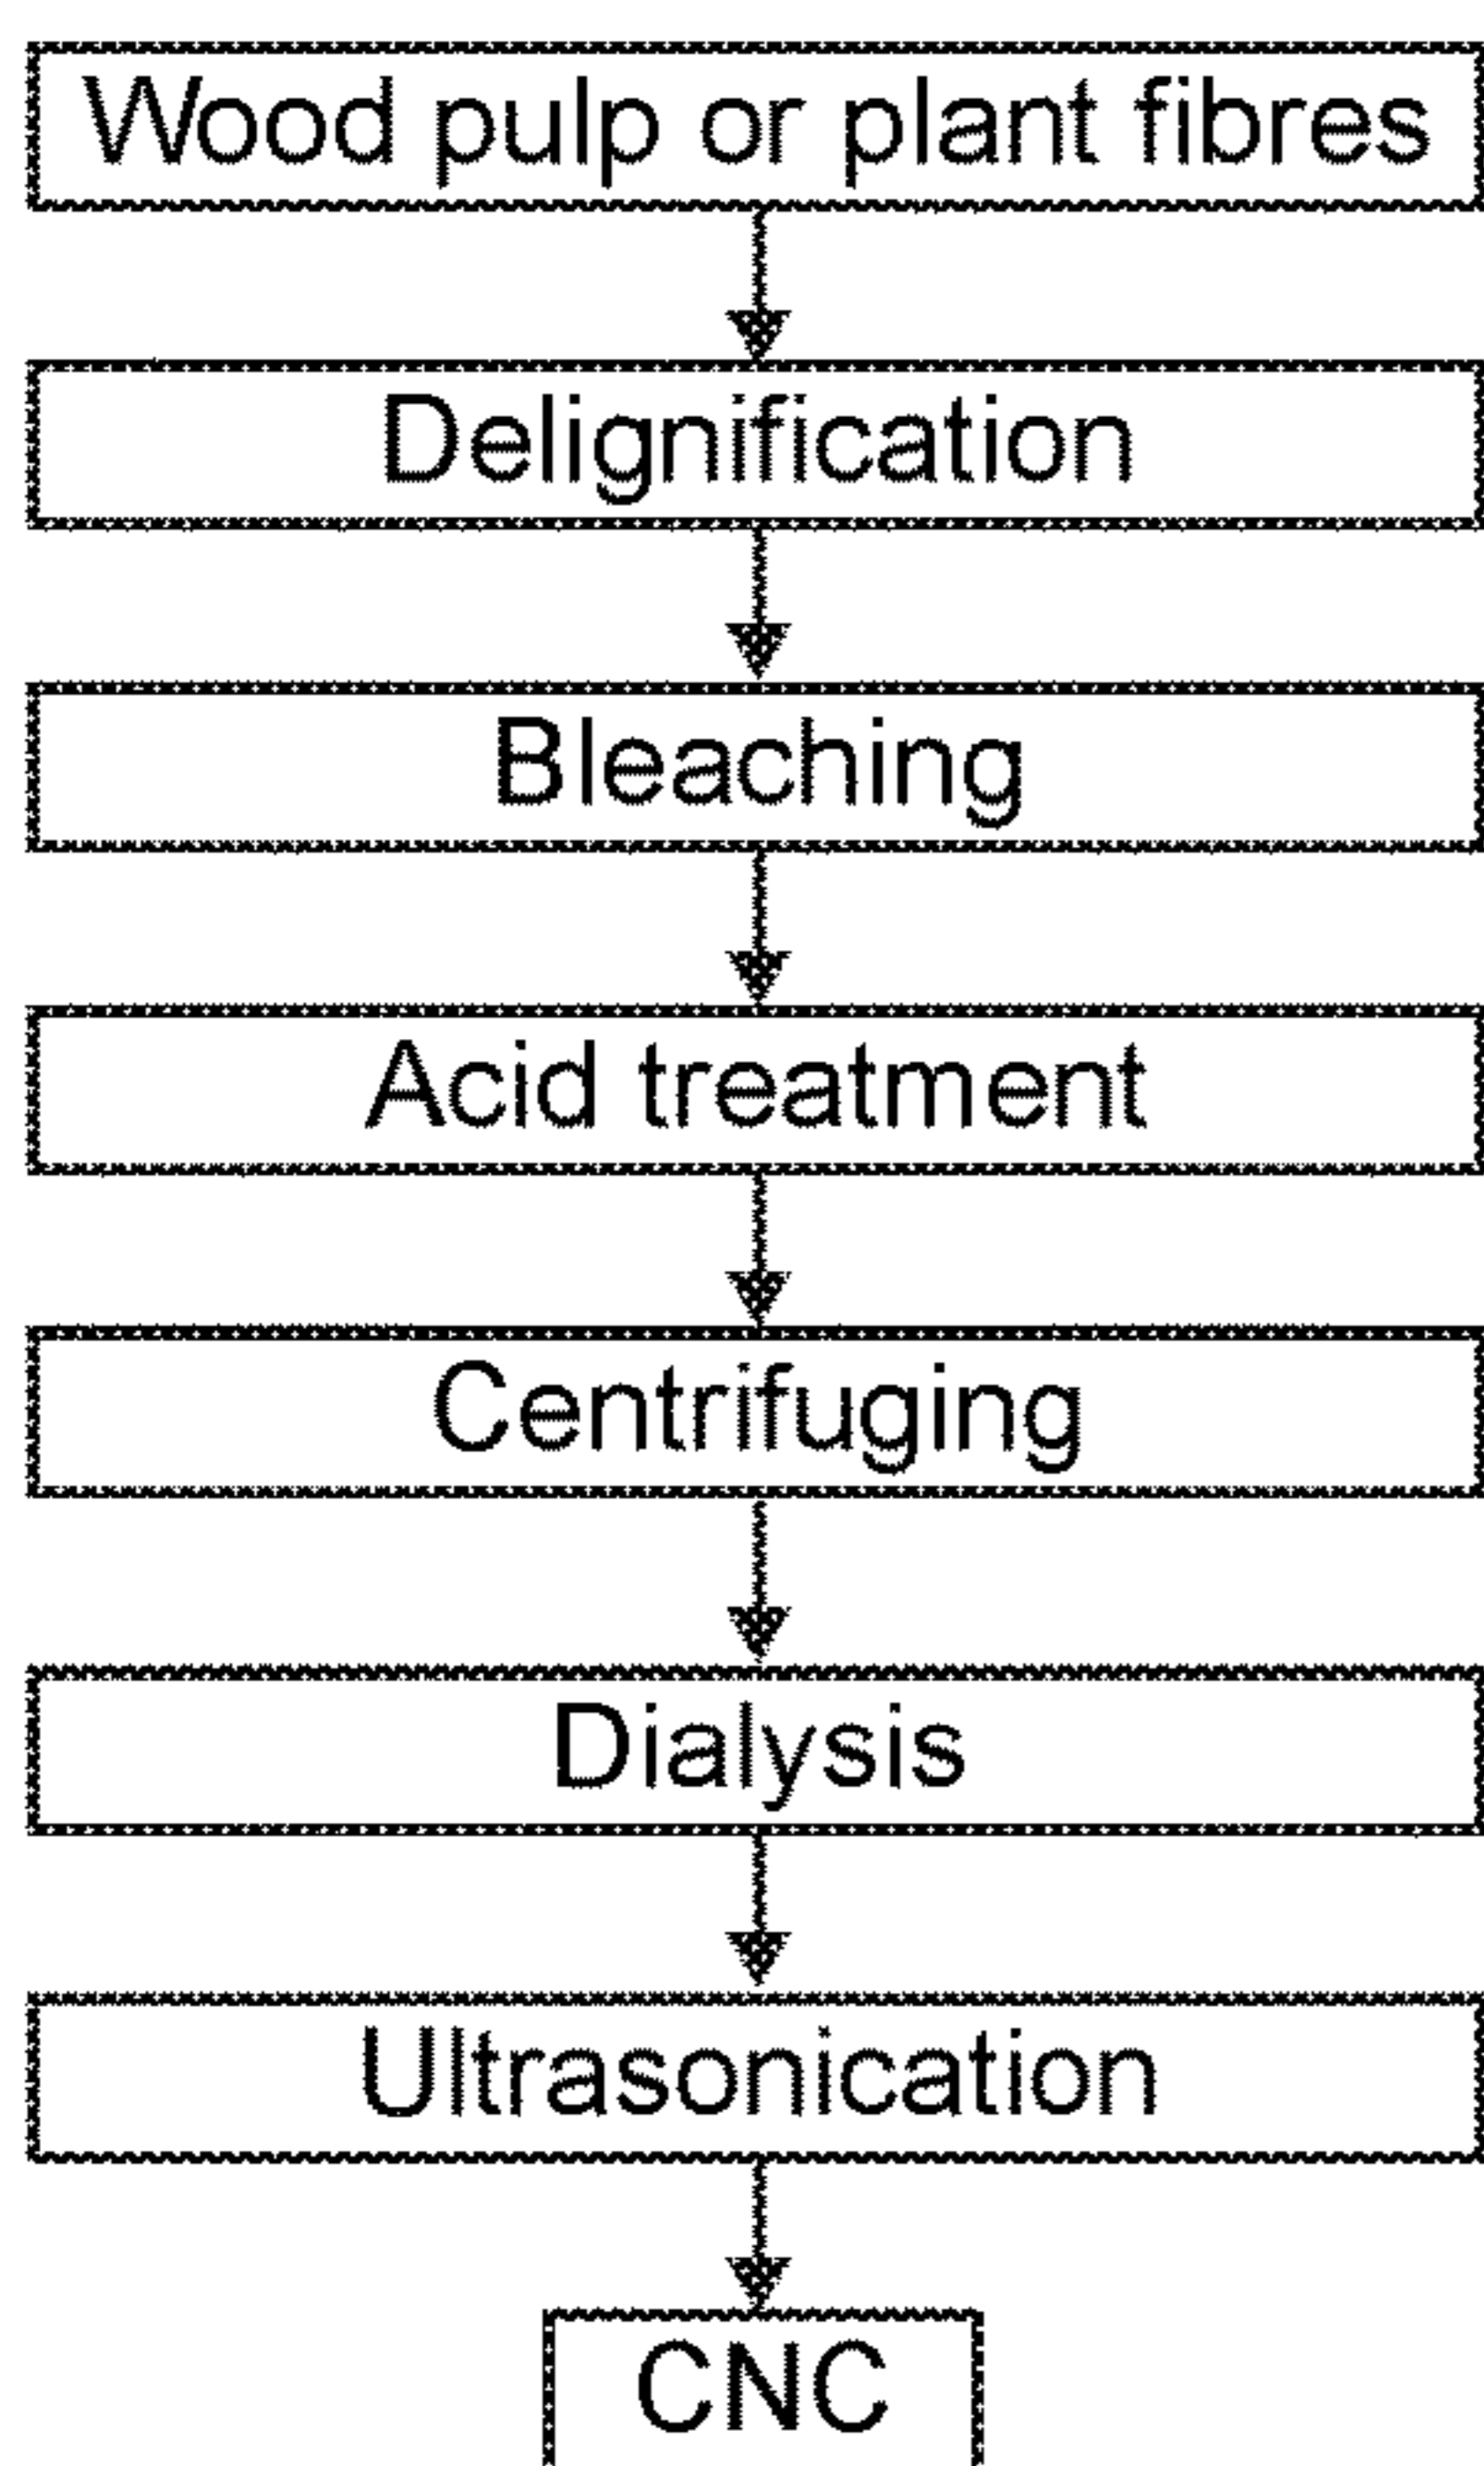 Wood pulp or plant fibres
Delignification
Bleaching
Acid treatment
Centrifuging
Dialysis
Ultrasonication
CNC